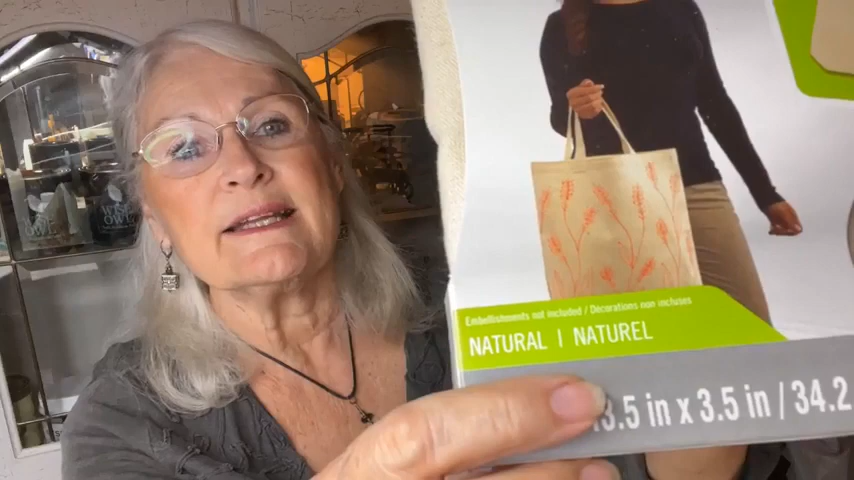 Embellishments not included / Décorations non incluses
NATURAL | NATUREL
3.5 in x 3.5 in / 34.2